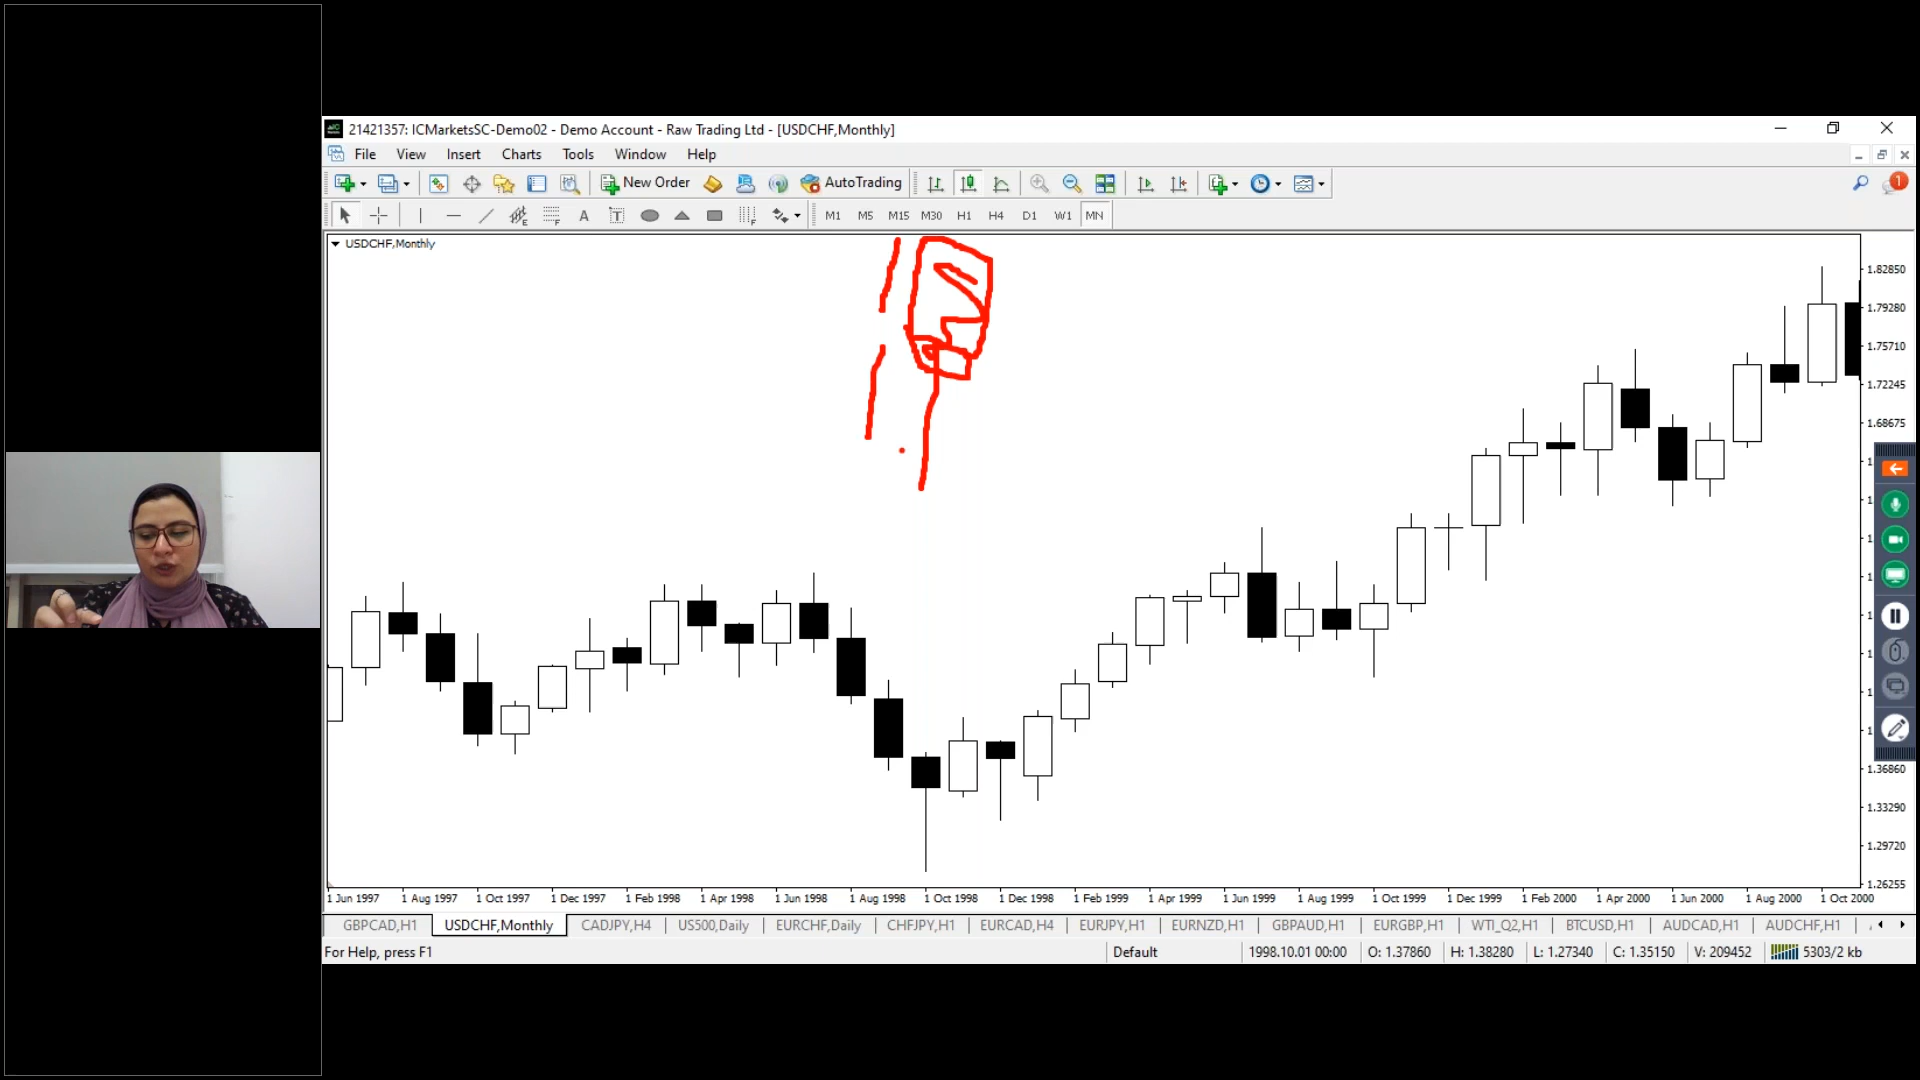 21421357: ICMarketsSC-Demo02 - Demo Account - Raw Trading Ltd - [USDCHF,Monthly]
File View Insert Charts Tools Window Help
New Order AutoTrading 1
A T M1 M5 M15 M30 H1 H4 D1 W1 MN
USDCHF,Monthly
1.82850
1.79280
1.75710
1.72245
1.68675
1.36860
1.33290
1.29720
1.26255
1 Jun 1997 1 Aug 1997 1 Oct 1997 1 Dec 1997 1 Feb 1998 1 Apr 1998 1 Jun 1998 1 Aug 1998 1 Oct 1998 1 Dec 1998 1 Feb 1999 1 Apr 1999 1 Jun 1999 1 Aug 1999 1 Oct 1999 1 Dec 1999 1 Feb 2000 1 Apr 2000 1 Jun 2000 1 Aug 2000 1 Oct 2000
GBPCAD,H1 USDCHF,Monthly CADJPY,H4 US500,Daily EURCHF,Daily CHFJPY,H1 EURCAD,H4 EURJPY,H1 EURNZD,H1 GBPAUD,H1 EURGBP,H1 WTI_Q2,H1 BTCUSD,H1 AUDCAD,H1 AUDCHF,H1
For Help, press F1 Default 1998.10.01 00:00 O: 1.37860 H: 1.38280 L: 1.27340 C: 1.35150 V: 209452 5303/2 kb